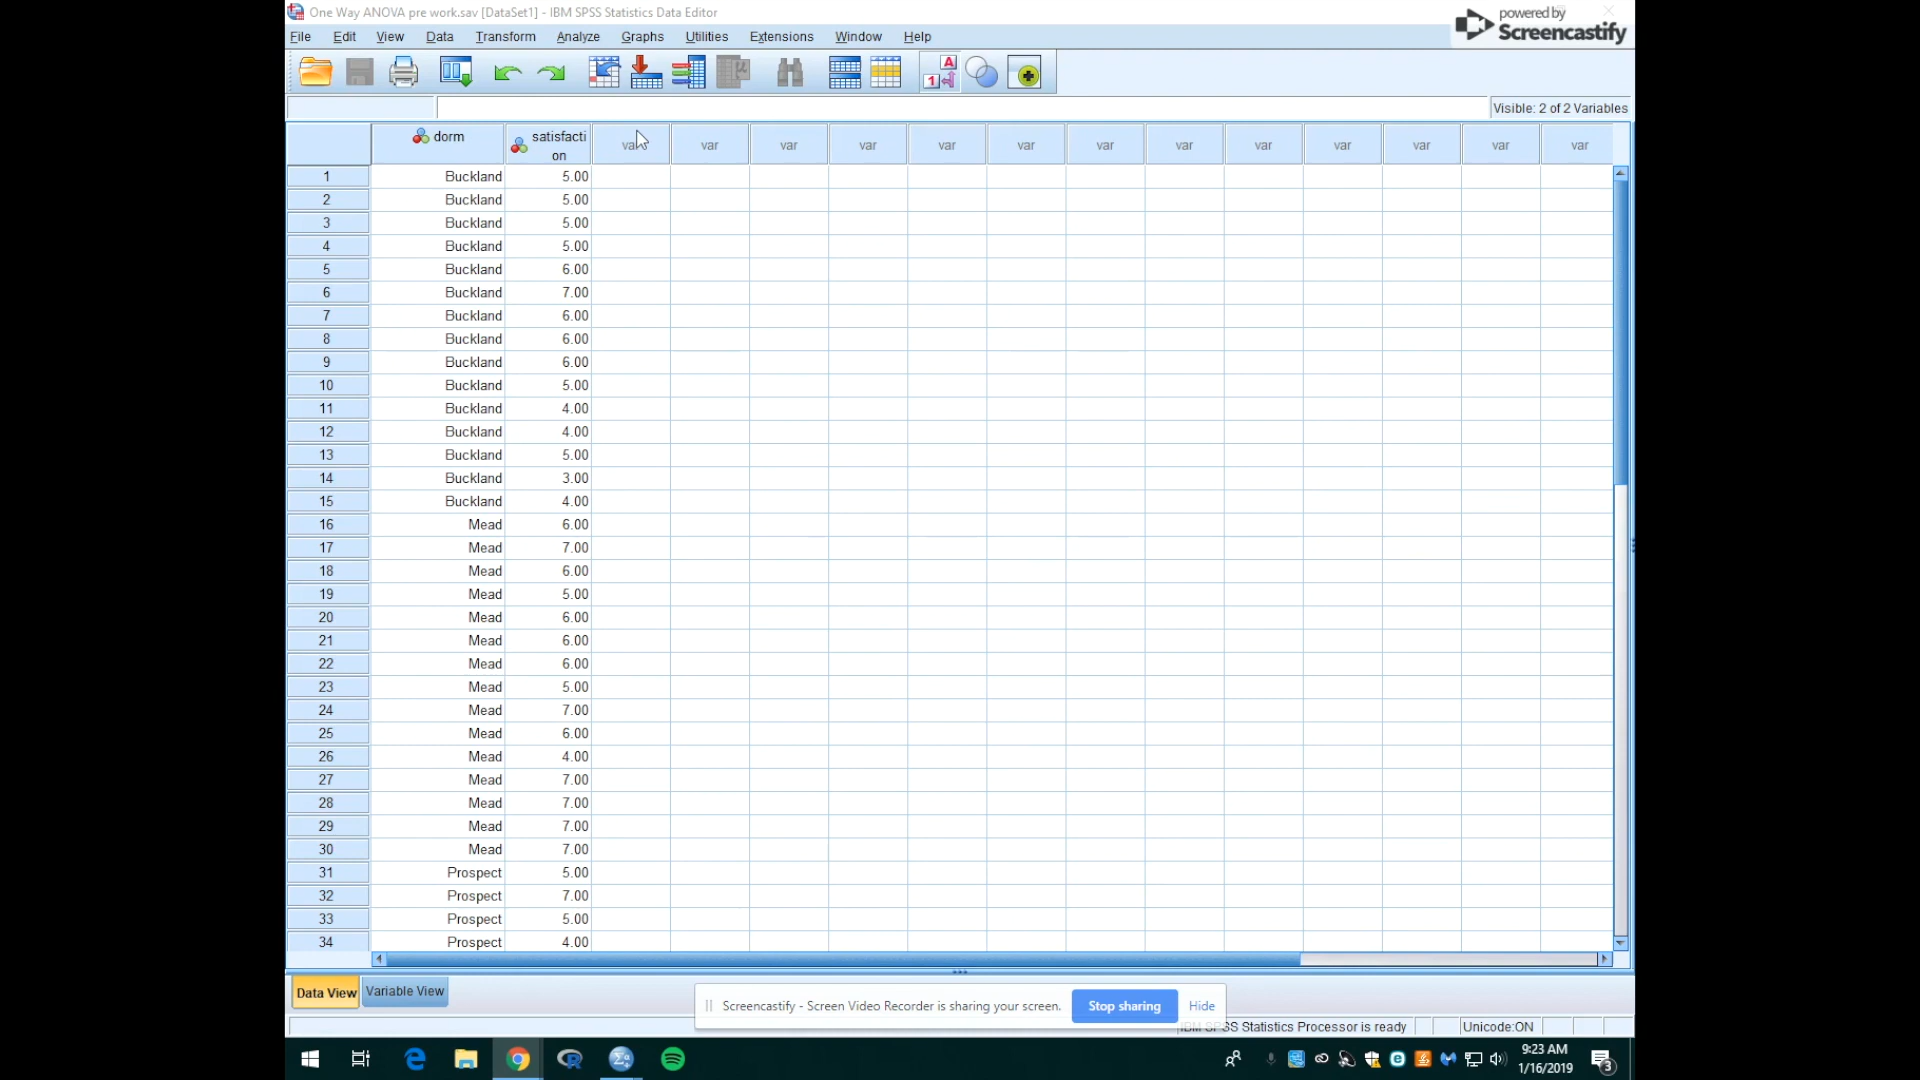 One Way ANOVA pre work.sav [DataSet1] - IBM SPSS Statistics Data Editor
powered by
Screencastify
File Edit View Data Transform Analyze Graphs Utilities Extensions Window Help
Visible: 2 of 2 Variables
dorm satisfacti
on var var var var var var var var var var var var
1 Buckland 5.00
2 Buckland 5.00
3 Buckland 5.00
4 Buckland 5.00
5 Buckland 6.00
6 Buckland 7.00
7 Buckland 6.00
8 Buckland 6.00
9 Buckland 6.00
10 Buckland 5.00
11 Buckland 4.00
12 Buckland 4.00
13 Buckland 5.00
14 Buckland 3.00
15 Buckland 4.00
16 Mead 6.00
17 Mead 7.00
18 Mead 6.00
19 Mead 5.00
20 Mead 6.00
21 Mead 6.00
22 Mead 6.00
23 Mead 5.00
24 Mead 7.00
25 Mead 6.00
26 Mead 4.00
27 Mead 7.00
28 Mead 7.00
29 Mead 7.00
30 Mead 7.00
31 Prospect 5.00
32 Prospect 7.00
33 Prospect 5.00
34 Prospect 4.00
Data View Variable View
Screencastify - Screen Video Recorder is sharing your screen. Stop sharing Hide
IBM SPSS Statistics Processor is ready Unicode:ON
9:23 AM
1/16/2019
3